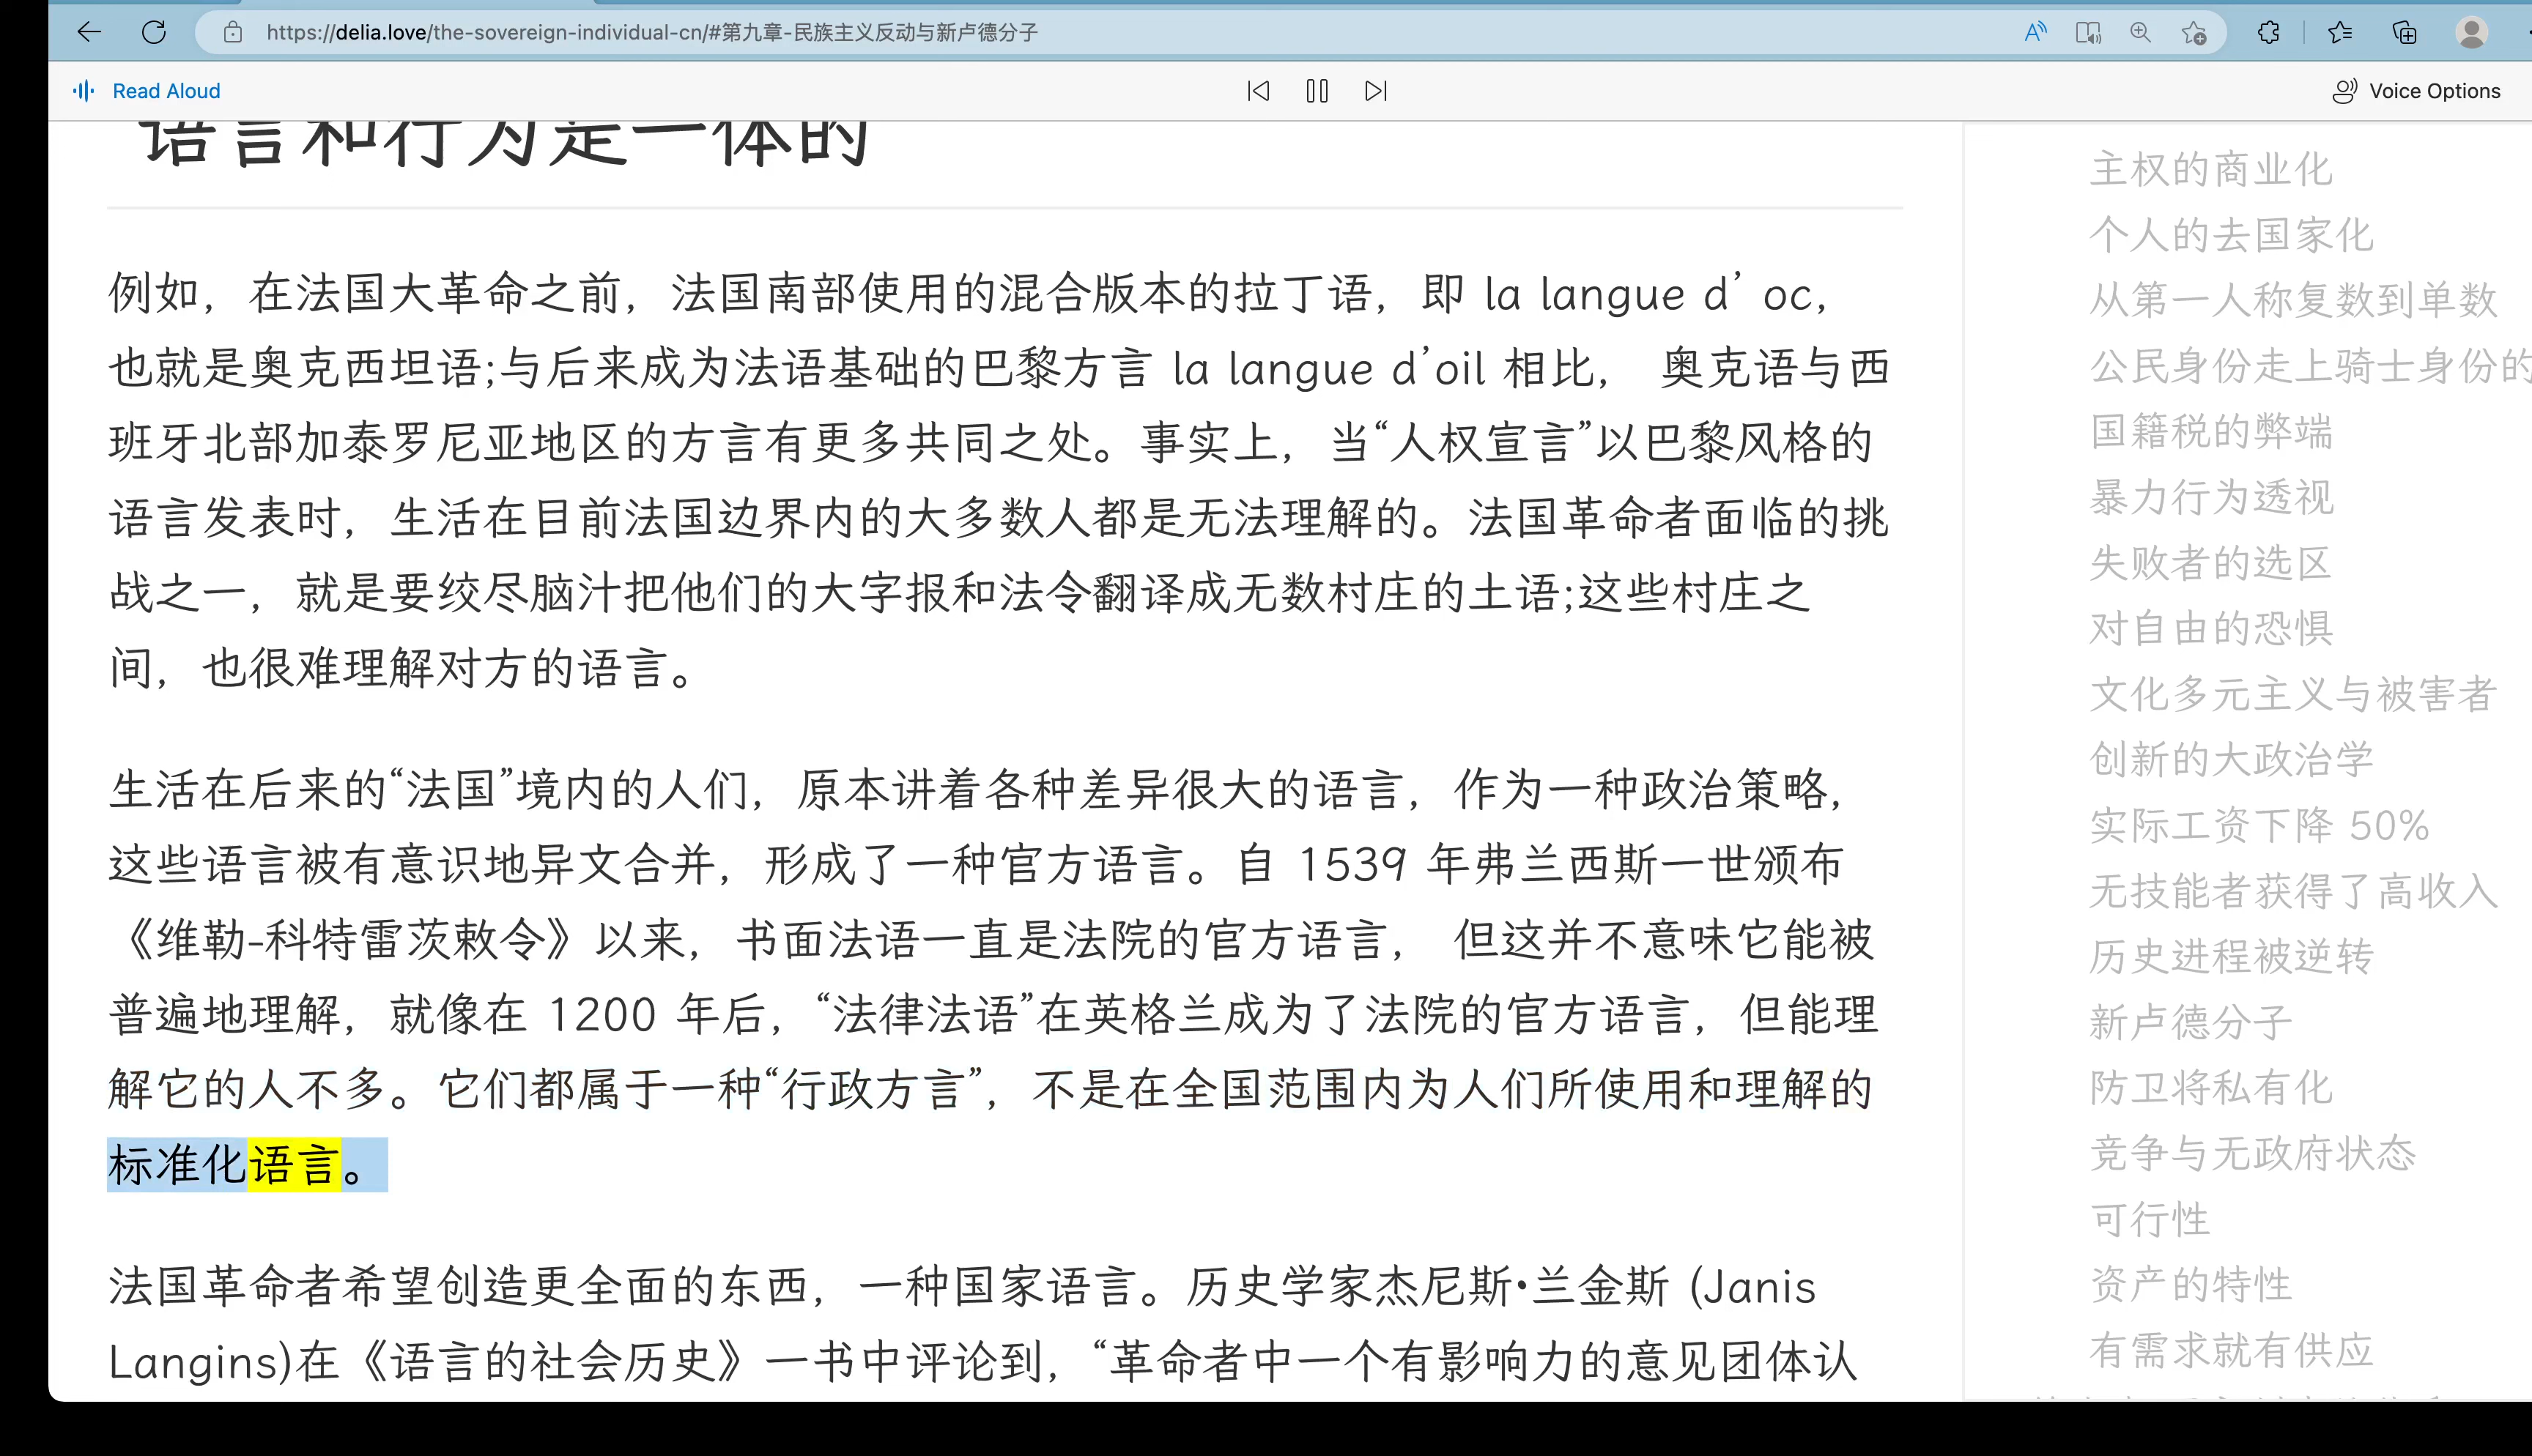 https://delia.love/the-sovereign-individual-cn/#第九章-民族主义反动与新卢德分子
Read Aloud
Voice Options
语言和行为是一体的
例如，在法国大革命之前，法国南部使用的混合版本的拉丁语，即 la langue d’ oc，
也就是奥克西坦语;与后来成为法语基础的巴黎方言 la langue d’oil 相比， 奥克语与西
班牙北部加泰罗尼亚地区的方言有更多共同之处。事实上，当“人权宣言”以巴黎风格的
语言发表时，生活在目前法国边界内的大多数人都是无法理解的。法国革命者面临的挑
战之一，就是要绞尽脑汁把他们的大字报和法令翻译成无数村庄的土语;这些村庄之
间，也很难理解对方的语言。
生活在后来的“法国”境内的人们，原本讲着各种差异很大的语言，作为一种政治策略，
这些语言被有意识地异文合并，形成了一种官方语言。自 1539 年弗兰西斯一世颁布
《维勒-科特雷茨敕令》以来，书面法语一直是法院的官方语言， 但这并不意味它能被
普遍地理解，就像在 1200 年后，“法律法语”在英格兰成为了法院的官方语言，但能理
解它的人不多。它们都属于一种“行政方言”，不是在全国范围内为人们所使用和理解的
标准化语言。
法国革命者希望创造更全面的东西，一种国家语言。历史学家杰尼斯•兰金斯 (Janis
Langins)在《语言的社会历史》一书中评论到，“革命者中一个有影响力的意见团体认
主权的商业化
个人的去国家化
从第一人称复数到单数
公民身份走上骑士身份的
国籍税的弊端
暴力行为透视
失败者的选区
对自由的恐惧
文化多元主义与被害者
创新的大政治学
实际工资下降 50%
无技能者获得了高收入
历史进程被逆转
新卢德分子
防卫将私有化
竞争与无政府状态
可行性
资产的特性
有需求就有供应